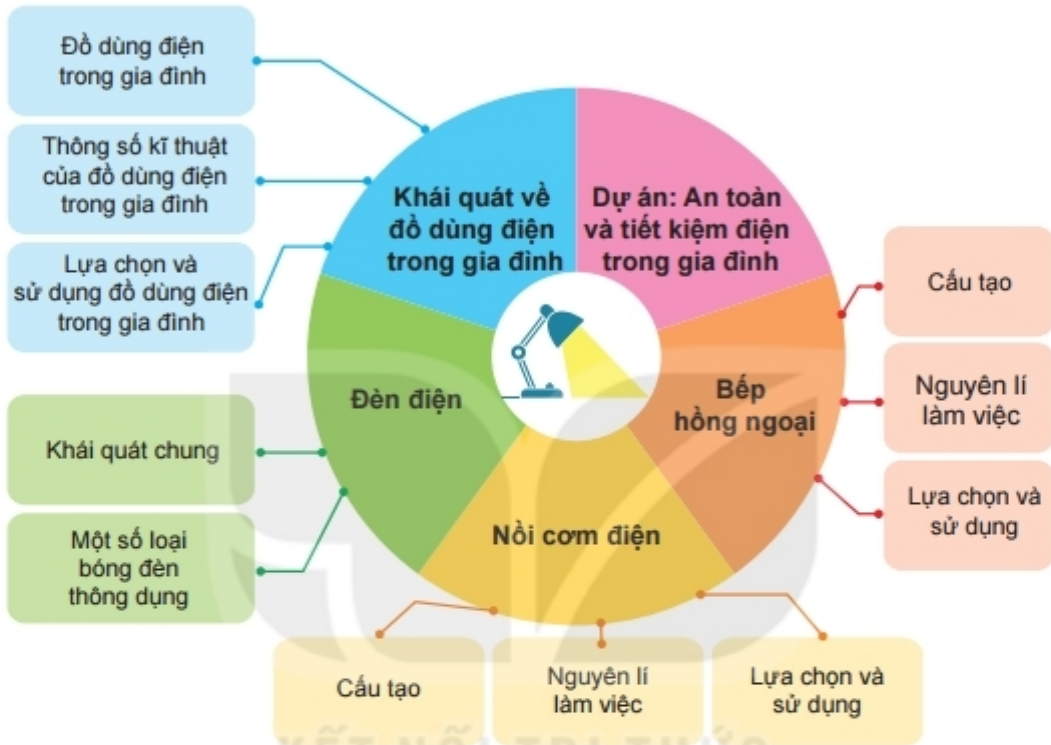 Đồ dùng điện
trong gia đình
Thông số kĩ thuật
của đồ dùng điện
trong gia đình
Lựa chọn và
sử dụng đồ dùng điện
trong gia đình
Khái quát về
đồ dùng điện
trong gia đình
Dự án: An toàn
và tiết kiệm điện
trong gia đình
Cấu tạo
Nguyên lí
làm việc
Lựa chọn và
sử dụng
Bếp
hồng ngoại
Đèn điện
Khái quát chung
Một số loại
bóng đèn
thông dụng
Nồi cơm điện
Cấu tạo
Nguyên lí
làm việc
Lựa chọn và
sử dụng
KẾT NỐI TRI THỨC